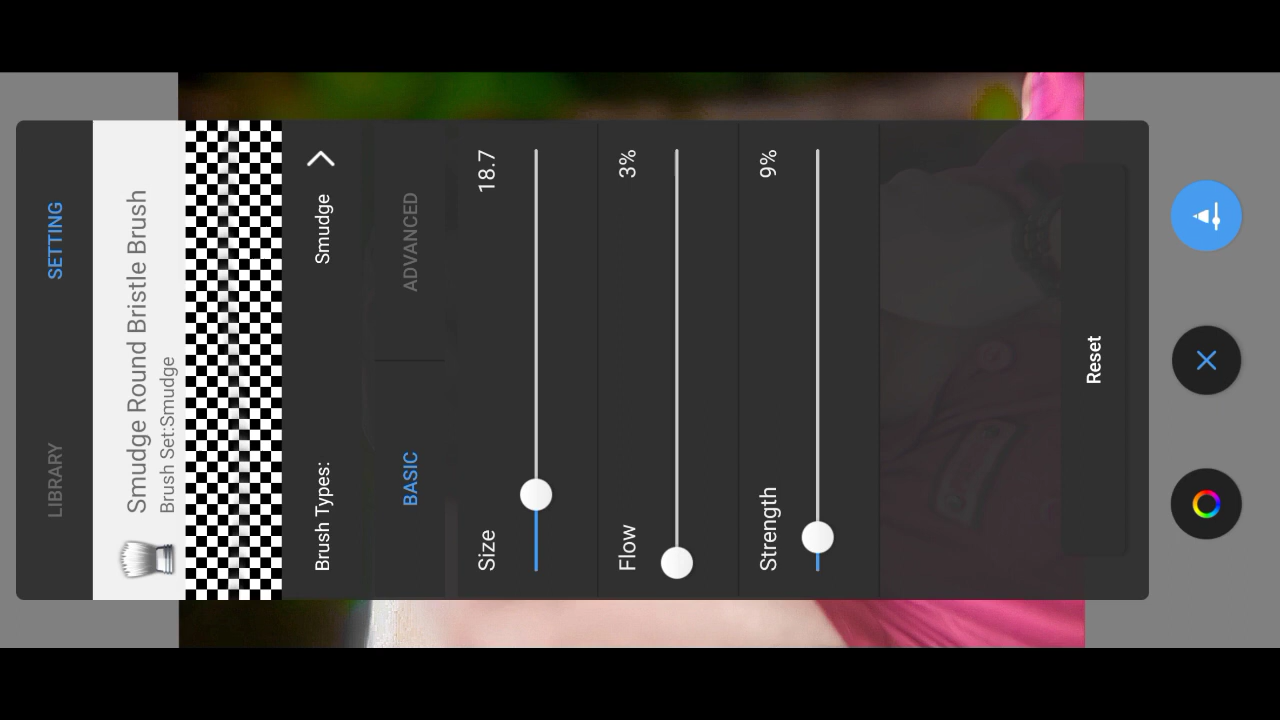 LIBRARY SETTING
Smudge Round Bristle Brush
Brush Set:Smudge
Brush Types: Smudge
BASIC ADVANCED
Size 18.7
Flow 3%
Strength 9%
Reset